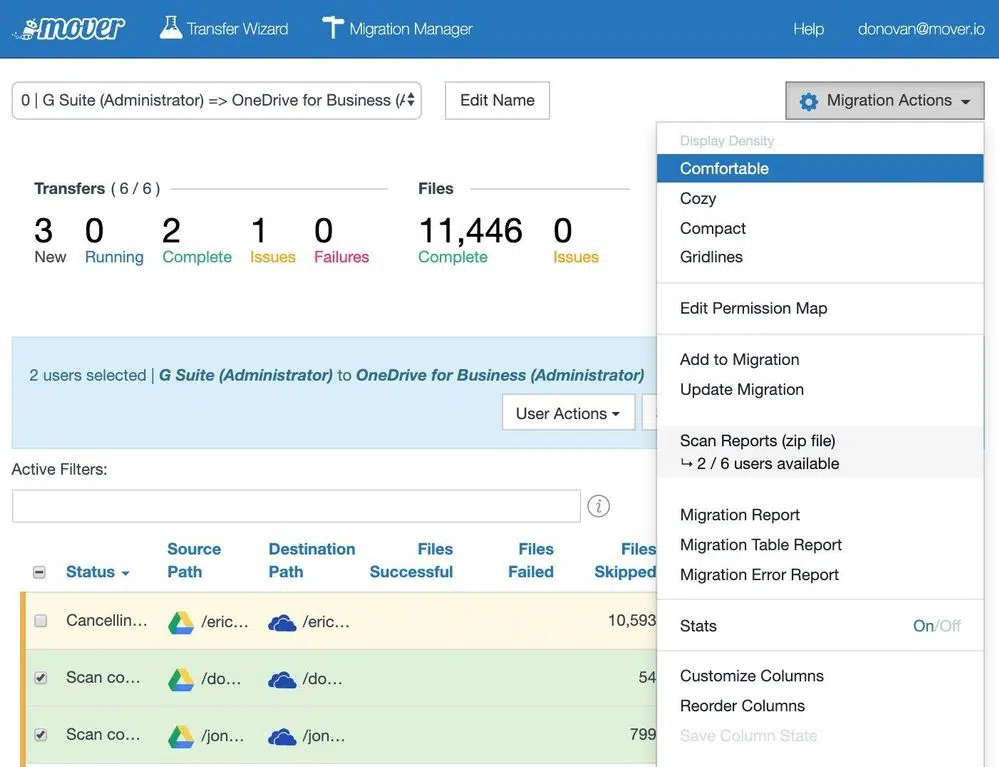 mover
Transfer Wizard
Migration Manager
Help
donovan@mover.io
0 | G Suite (Administrator) => OneDrive for Business (/
Edit Name
Migration Actions
Transfers ( 6 / 6 )
Files
3
0
2
1
0
11,446
0
New
Running
Complete
Issues
Failures
Complete
Issues
2 users selected | G Suite (Administrator) to OneDrive for Business (Administrator)
User Actions
Active Filters:
Status
Source
Path
Destination
Path
Files
Successful
Files
Failed
Files
Skipped
Cancellin...
/eric...
/eric...
10,593
Scan co...
/do...
/do...
54
Scan co...
/jon...
/jon...
799
Display Density
Comfortable
Cozy
Compact
Gridlines
Edit Permission Map
Add to Migration
Update Migration
Scan Reports (zip file)
↳ 2 / 6 users available
Migration Report
Migration Table Report
Migration Error Report
Stats On/Off
Customize Columns
Reorder Columns
Save Column State